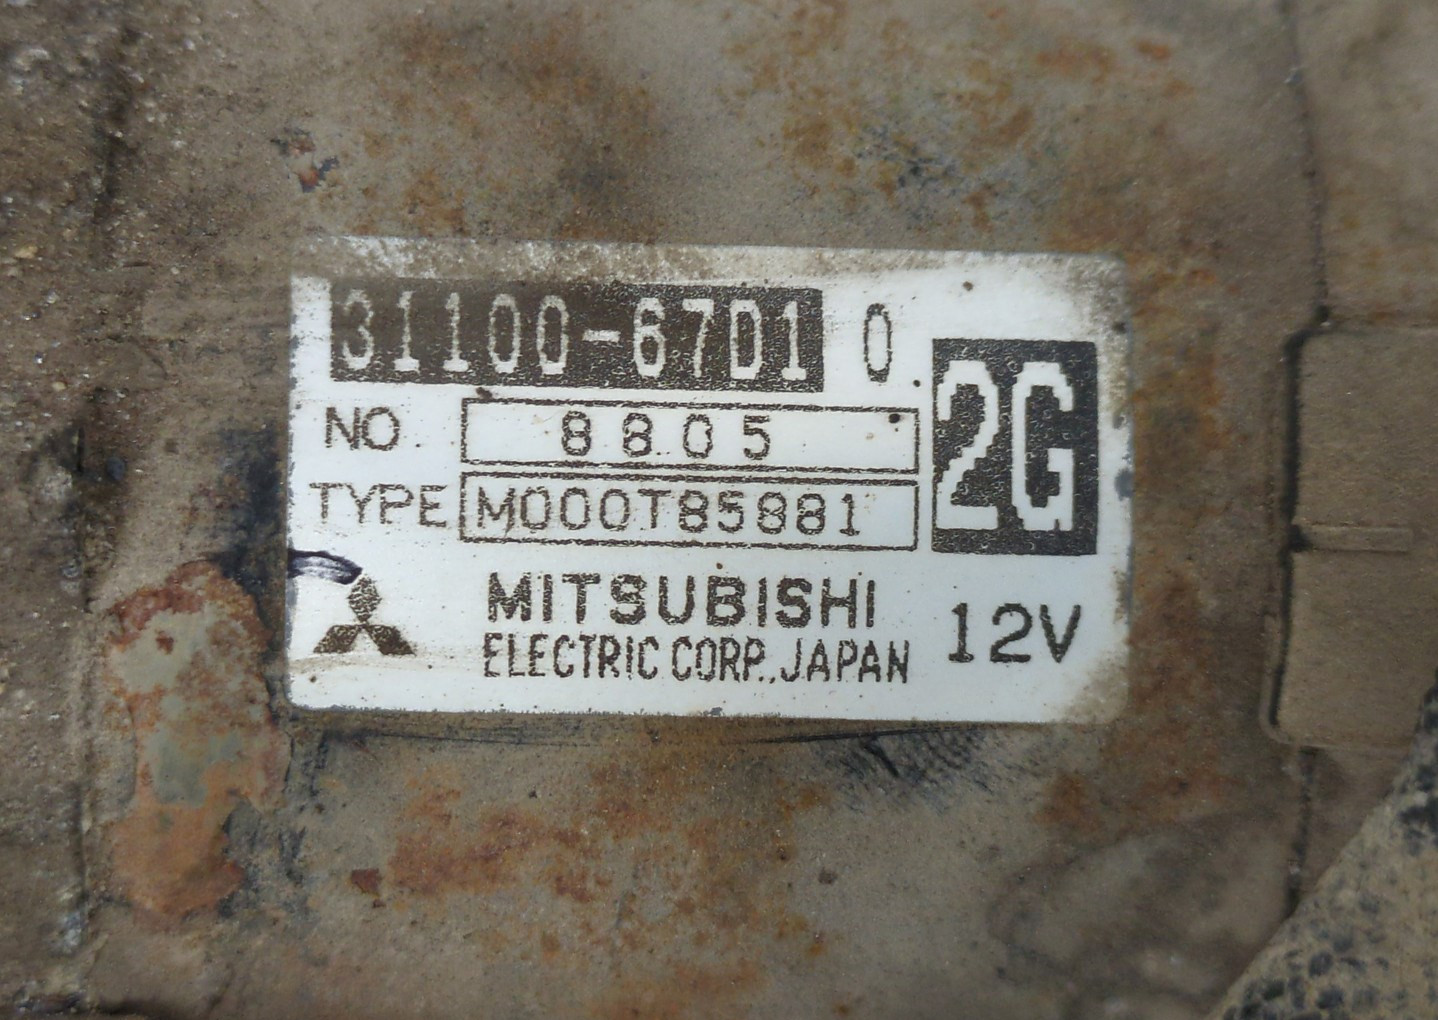 31100-67D1 0
2G
NO. 8805
TYPE M000T85881
MITSUBISHI
ELECTRIC CORP., JAPAN
12V